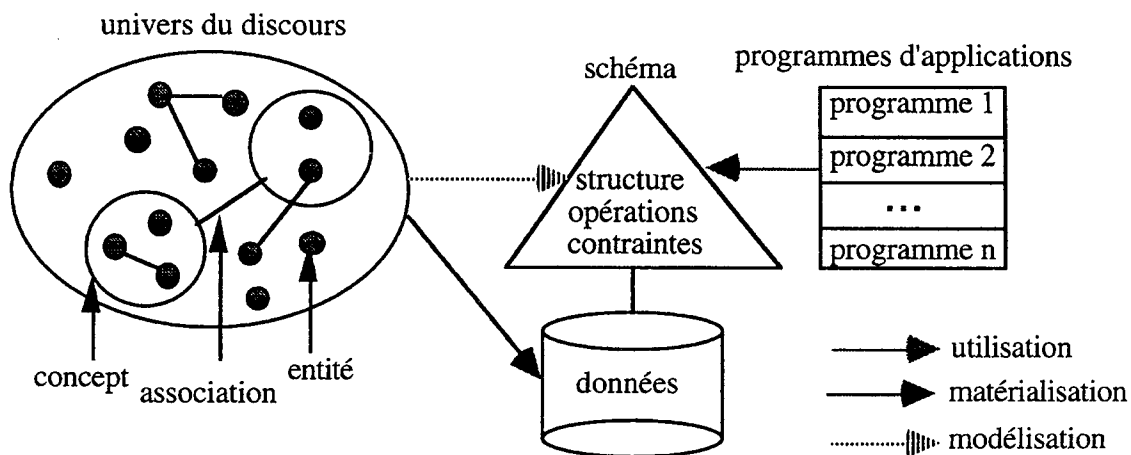 univers du discours
schéma
programmes d'applications
programme 1
programme 2
...
programme n
structure
opérations
contraintes
données
concept
association
entité
utilisation
matérialisation
modélisation